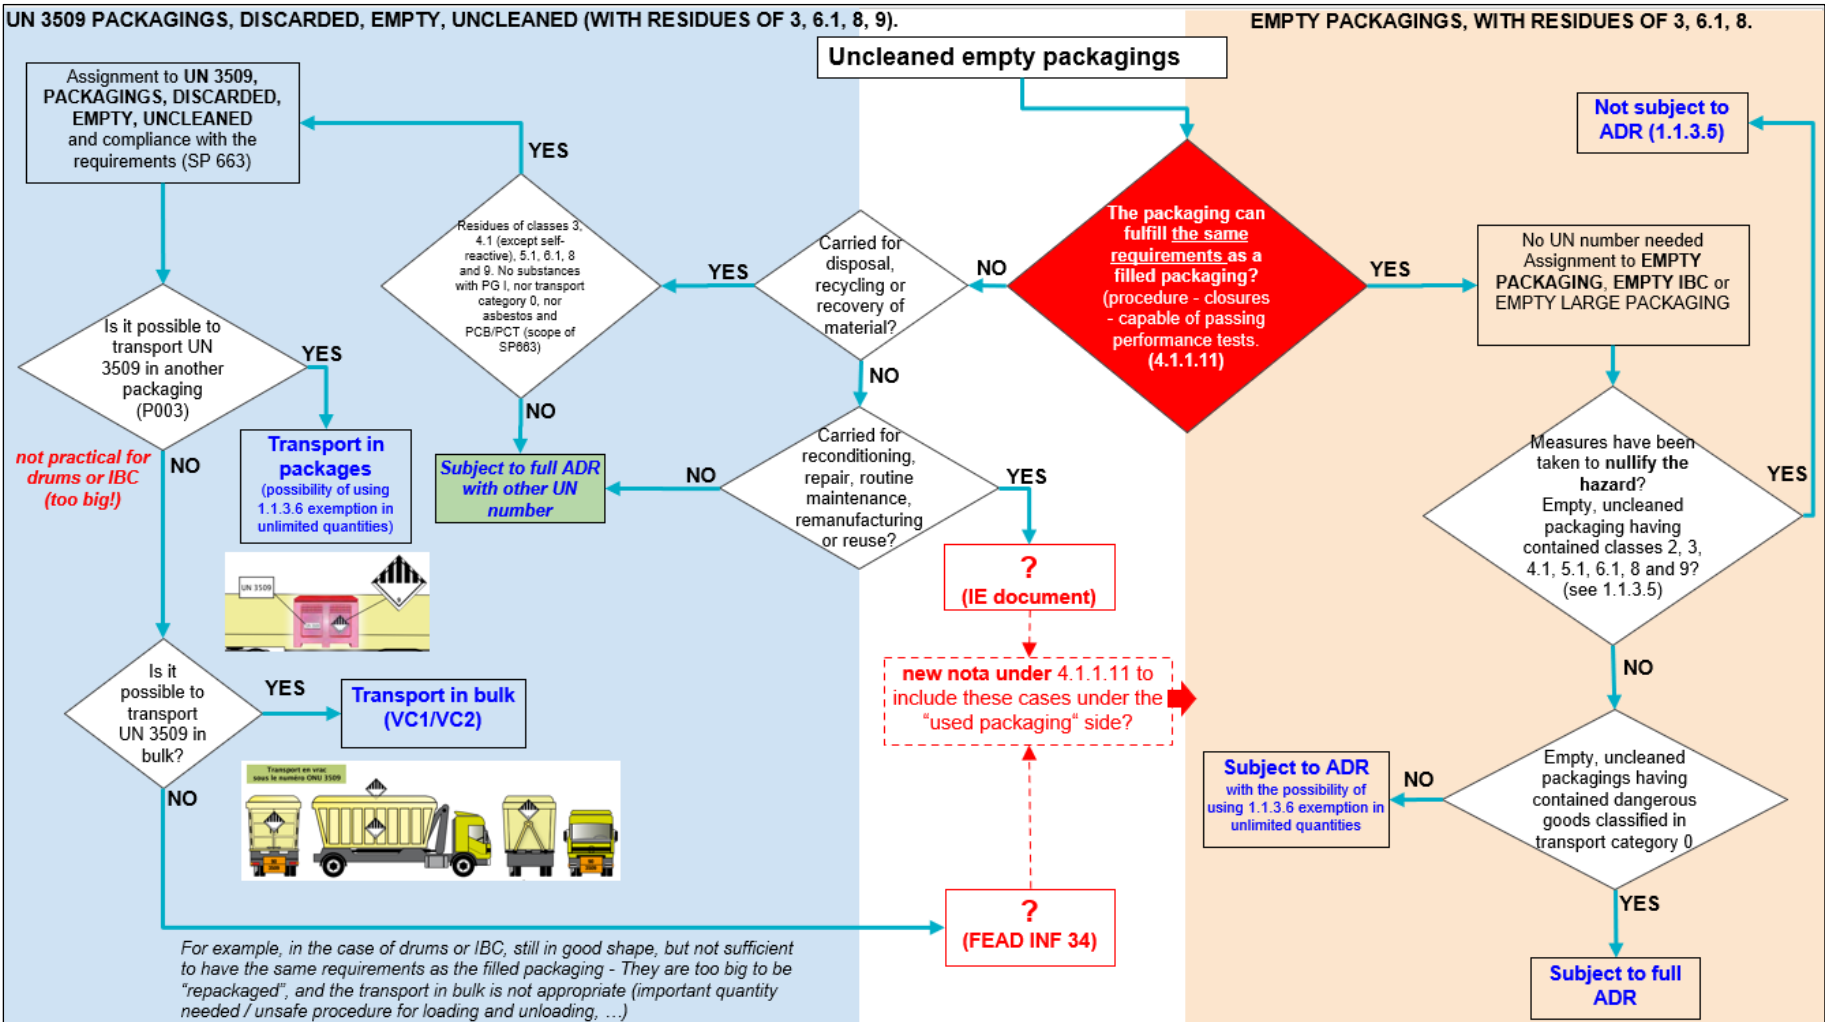 UN 3509 PACKAGINGS, DISCARDED, EMPTY, UNCLEANED (WITH RESIDUES OF 3, 6.1, 8, 9).
EMPTY PACKAGINGS, WITH RESIDUES OF 3, 6.1, 8.
Uncleaned empty packagings
Assignment to UN 3509,
PACKAGINGS, DISCARDED,
EMPTY, UNCLEANED
and compliance with the
requirements (SP 663)
YES
Not subject to
ADR (1.1.3.5)
Residues of classes 3,
4.1 (except self-
reactive), 5.1, 6.1, 8
and 9. No substances
with PG I, nor transport
category 0, nor
asbestos and
PCB/PCT (scope of
SP663)
YES
Carried for
disposal,
recycling or
recovery of
material?
NO
The packaging can
fulfill the same
requirements as a
filled packaging?
(procedure - closures
- capable of passing
performance tests.
(4.1.1.11)
YES
No UN number needed
Assignment to EMPTY
PACKAGING, EMPTY IBC or
EMPTY LARGE PACKAGING
Is it possible to
transport UN
3509 in another
packaging
(P003)
YES
NO
NO
not practical for
drums or IBC
(too big!)
NO
Transport in
packages
(possibility of using
1.1.3.6 exemption in
unlimited quantities)
Subject to full ADR
with other UN
number
NO
Carried for
reconditioning,
repair, routine
maintenance,
remanufacturing
or reuse?
YES
Measures have been
taken to nullify the
hazard?
Empty, uncleaned
packaging having
contained classes 2, 3,
4.1, 5.1, 6.1, 8 and 9?
(see 1.1.3.5)
YES
UN 3509
?
(IE document)
NO
Is it
possible to
transport
UN 3509 in
bulk?
YES
Transport in bulk
(VC1/VC2)
new nota under 4.1.1.11 to
include these cases under the
“used packaging“ side?
NO
Transport en vrac
sous le numéro ONU 3509
Subject to ADR
with the possibility of
using 1.1.3.6 exemption in
unlimited quantities
NO
Empty, uncleaned
packagings having
contained dangerous
goods classified in
transport category 0
YES
?
(FEAD INF 34)
Subject to full
ADR
For example, in the case of drums or IBC, still in good shape, but not sufficient
to have the same requirements as the filled packaging - They are too big to be
“repackaged”, and the transport in bulk is not appropriate (important quantity
needed / unsafe procedure for loading and unloading, …)